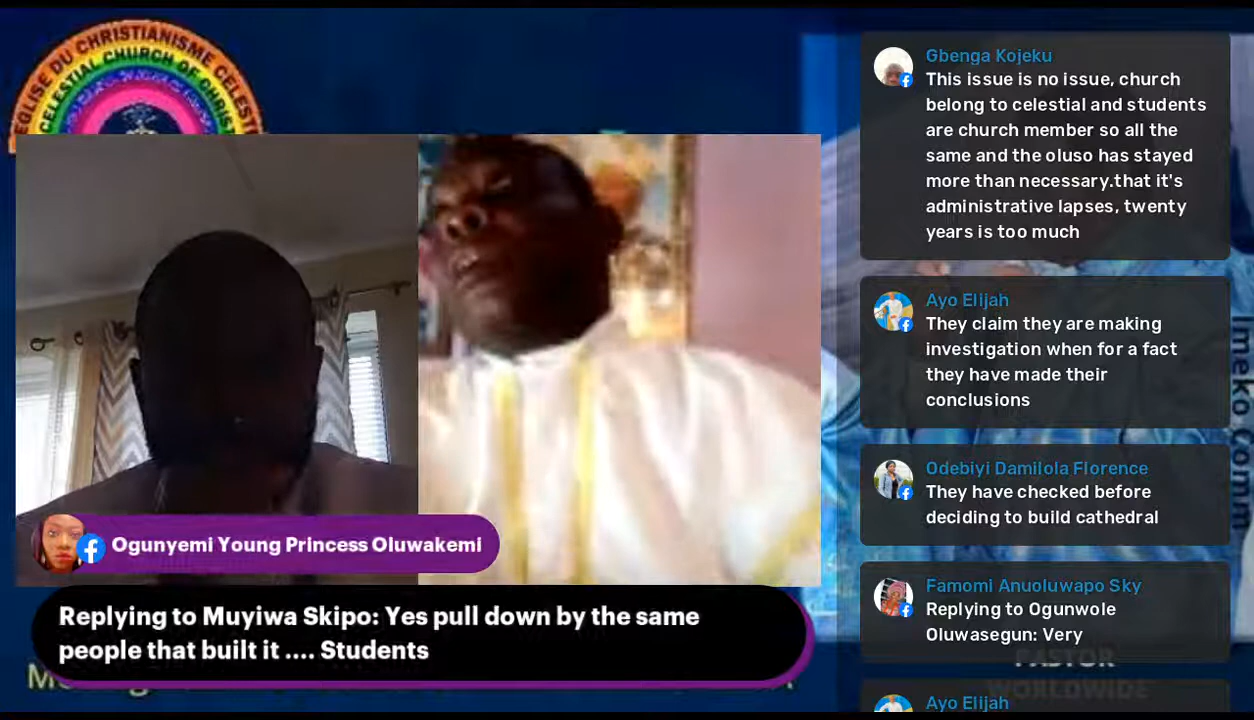 EGLISE DU CHRISTIANISME CELESTE
CELESTIAL CHURCH OF CHRIST
Gbenga Kojeku
This issue is no issue, church
belong to celestial and students
are church member so all the
same and the oluso has stayed
more than necessary.that it's
administrative lapses, twenty
years is too much
Ayo Elijah
They claim they are making
investigation when for a fact
they have made their
conclusions
Odebiyi Damilola Florence
They have checked before
deciding to build cathedral
Famomi Anuoluwapo Sky
Replying to Ogunwole
Oluwasegun: Very
Ayo Elijah
Ogunyemi Young Princess Oluwakemi
Replying to Muyiwa Skipo: Yes pull down by the same
people that built it .... Students
Imeko
PASTOR
WORLDWIDE